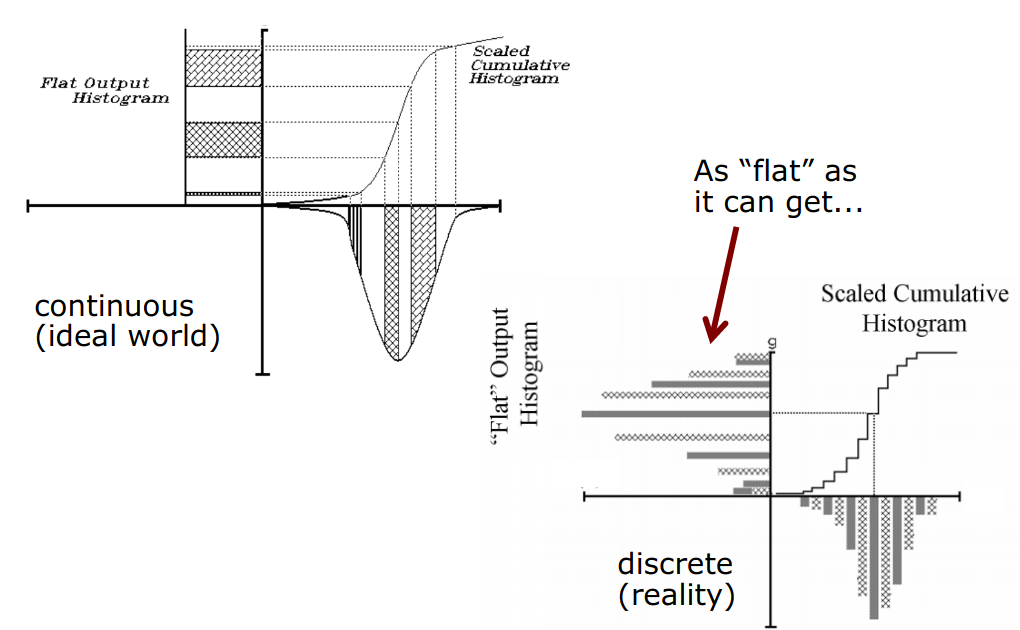 Flat Output
Histogram
Scaled
Cumulative
Histogram
continuous
(ideal world)
As “flat” as
it can get...
Scaled Cumulative
Histogram
“Flat” Output
Histogram
g
discrete
(reality)